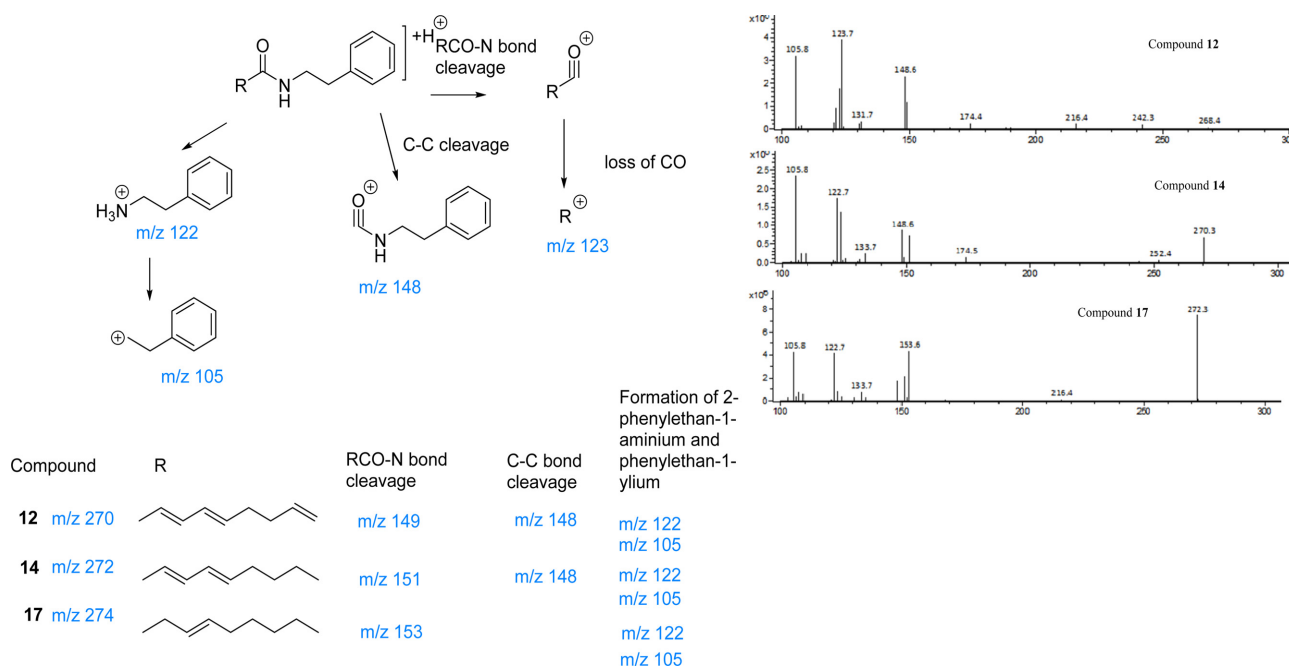 O
R
N
H
+H⊕
RCO-N bond
cleavage
O⊕
R
C-C cleavage
loss of CO
⊕
H3N
m/z 122
O⊕
N
H
m/z 148
R⊕
m/z 123
⊕
m/z 105
Compound
R
RCO-N bond
cleavage
C-C bond
cleavage
Formation of 2-
phenylethan-1-
aminium and
phenylethan-1-
ylium
12 m/z 270
m/z 149
m/z 148
m/z 122
m/z 105
14 m/z 272
m/z 151
m/z 148
m/z 122
m/z 105
17 m/z 274
m/z 153
m/z 122
m/z 105
Compound 12
4
3
2
1
0
105.8
123.7
131.7
148.6
174.4
216.4
242.3
268.4
100
150
200
250
300
Compound 14
2.5
2.0
1.5
1.0
0.5
0.0
105.8
122.7
133.7
148.6
174.5
252.4
270.3
100
150
200
250
300
Compound 17
8
6
4
2
0
105.8
122.7
133.7
153.6
216.4
272.3
100
150
200
250
300